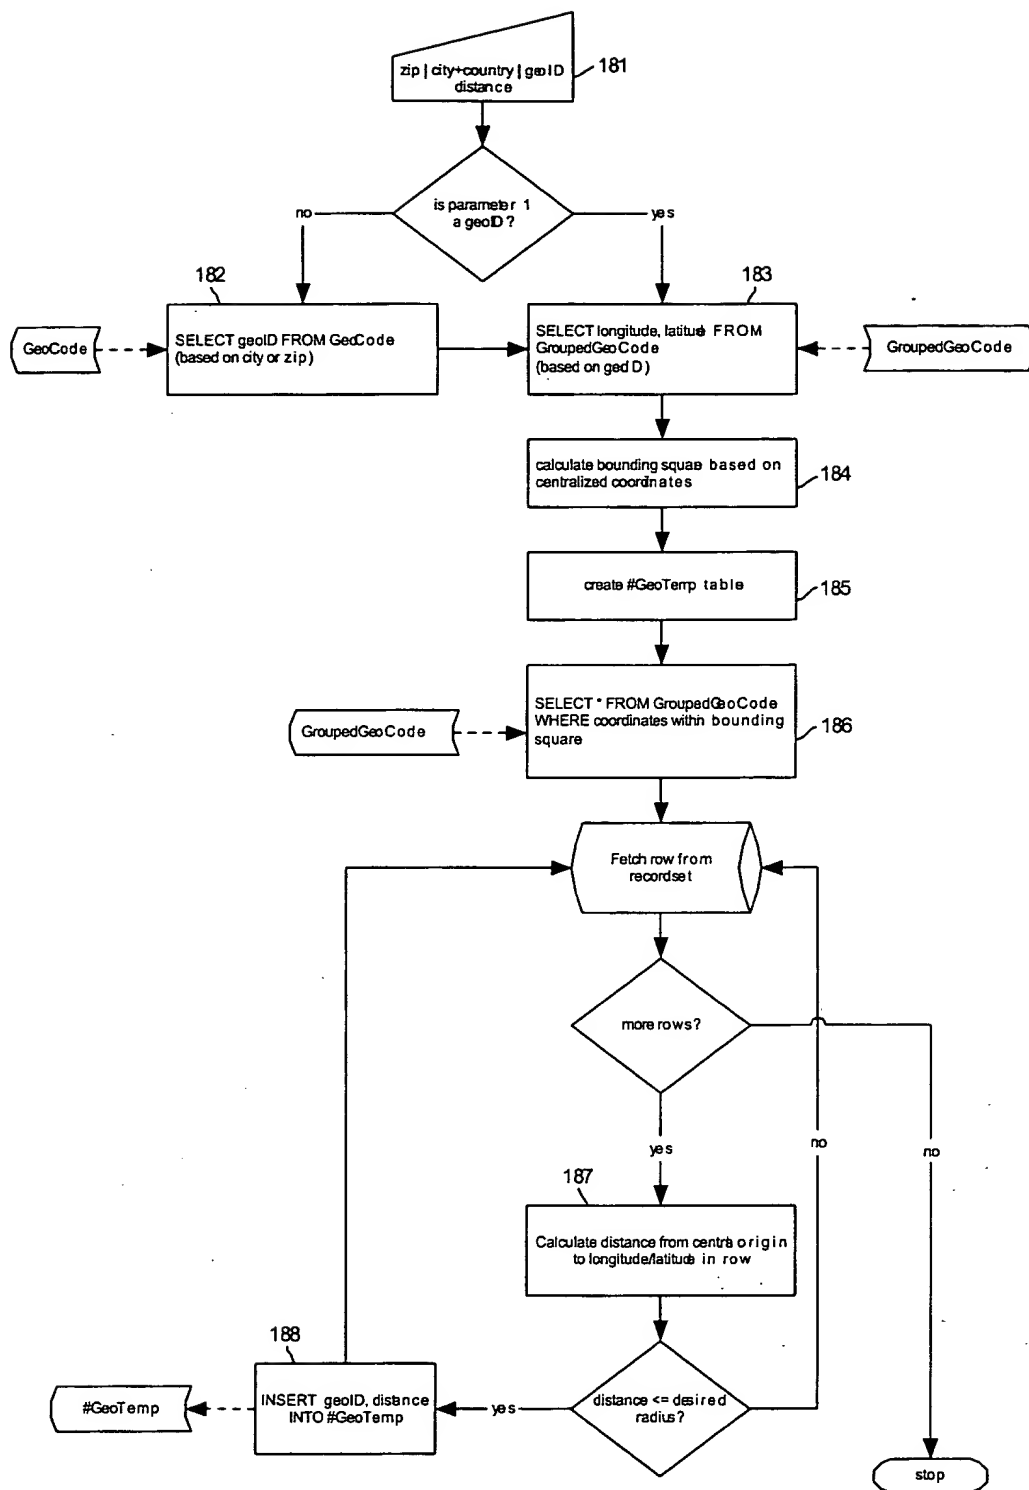 zip | city+country | geoID
distance
181
is parameter 1
a geoID?
no
yes
182
183
GeoCode
SELECT geoID FROM GeoCode
(based on city or zip)
SELECT longitude, latitude FROM
GroupedGeoCode
(based on geoID)
GroupedGeoCode
calculate bounding square based on
centralized coordinates
184
create #GeoTemp table
185
GroupedGeoCode
SELECT * FROM GroupedGeoCode
WHERE coordinates within bounding
square
186
Fetch row from
recordset
more rows?
yes
no
no
187
Calculate distance from central origin
to longitude/latitude in row
188
#GeoTemp
INSERT geoID, distance
INTO #GeoTemp
yes
distance <= desired
radius?
stop